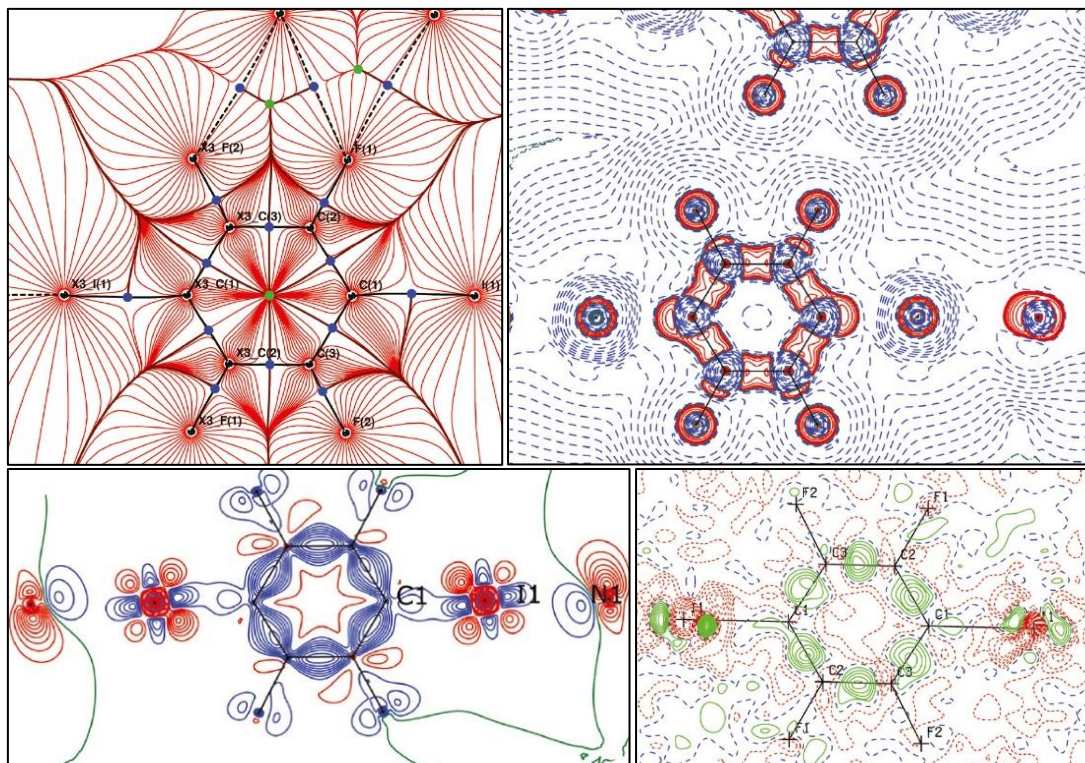 X3_F(2)
F(1)
X3_C(3)
C(2)
X3_I(1)
X3_C(1)
C(1)
I(1)
X3_C(2)
C(3)
X3_F(1)
F(2)
C1
I1
N1
F2
F1
C3
C2
C1
C1
C2
C3
F1
F2